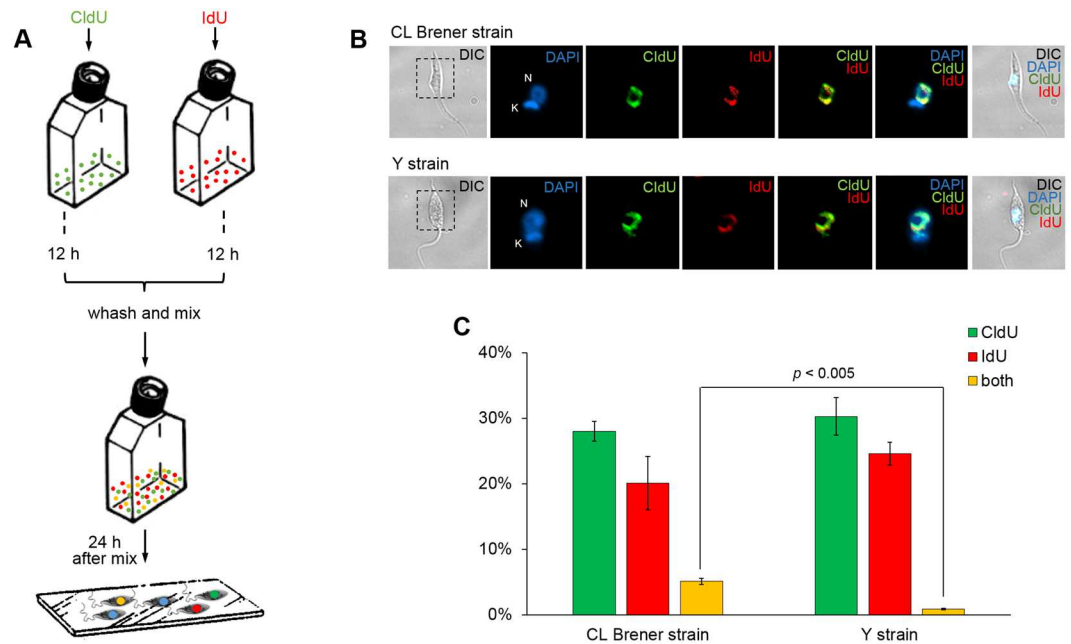 A
CldU
IdU
12 h
12 h
whash and mix
24 h
after mix
B
CL Brener strain
DIC
DAPI
N
K
CldU
IdU
CldU
IdU
DAPI
CldU
IdU
DIC
DAPI
CldU
IdU
Y strain
DIC
DAPI
N
K
CldU
IdU
CldU
IdU
DAPI
CldU
IdU
DIC
DAPI
CldU
IdU
C
CldU
IdU
both
40%
30%
20%
10%
0%
p < 0.005
CL Brener strain
Y strain